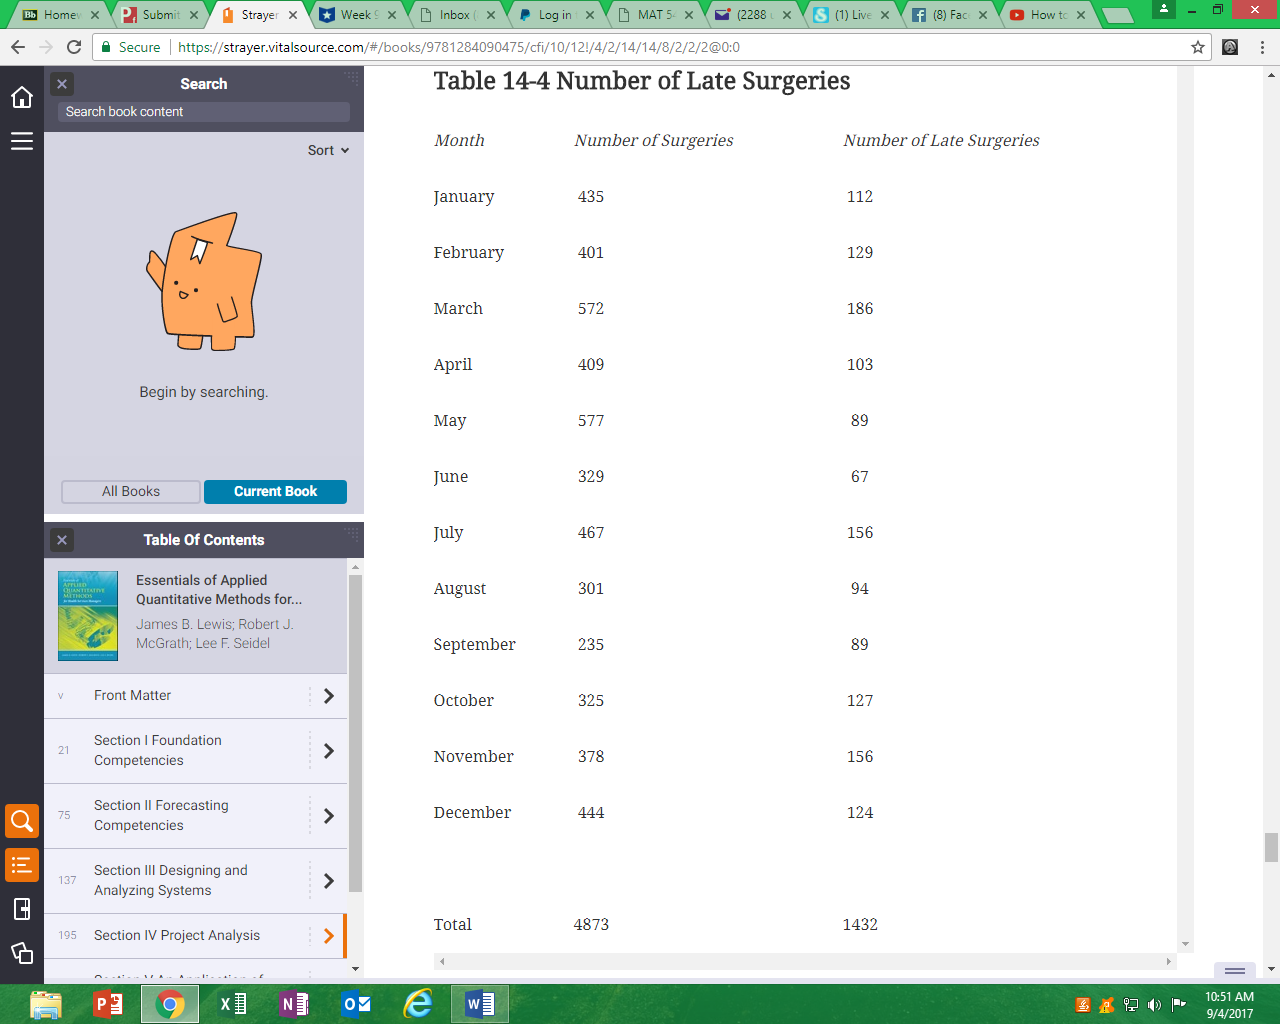 Homew
Submit
Strayer
Week 9
Inbox (
Log in
MAT 54
(2288 u
(1) Live
(8) Fac
How to
Secure | https://strayer.vitalsource.com/#/books/9781284090475/cfi/10/12!/4/2/14/14/8/2/2/2@0:0
Search
Search book content
Sort
Begin by searching.
All Books
Current Book
Table Of Contents
Essentials of Applied
Quantitative Methods for...
James B. Lewis; Robert J.
McGrath; Lee F. Seidel
v Front Matter
21 Section I Foundation
Competencies
75 Section II Forecasting
Competencies
137 Section III Designing and
Analyzing Systems
195 Section IV Project Analysis
Table 14-4 Number of Late Surgeries
Month Number of Surgeries Number of Late Surgeries
January 435 112
February 401 129
March 572 186
April 409 103
May 577 89
June 329 67
July 467 156
August 301 94
September 235 89
October 325 127
November 378 156
December 444 124
Total 4873 1432
10:51 AM
9/4/2017